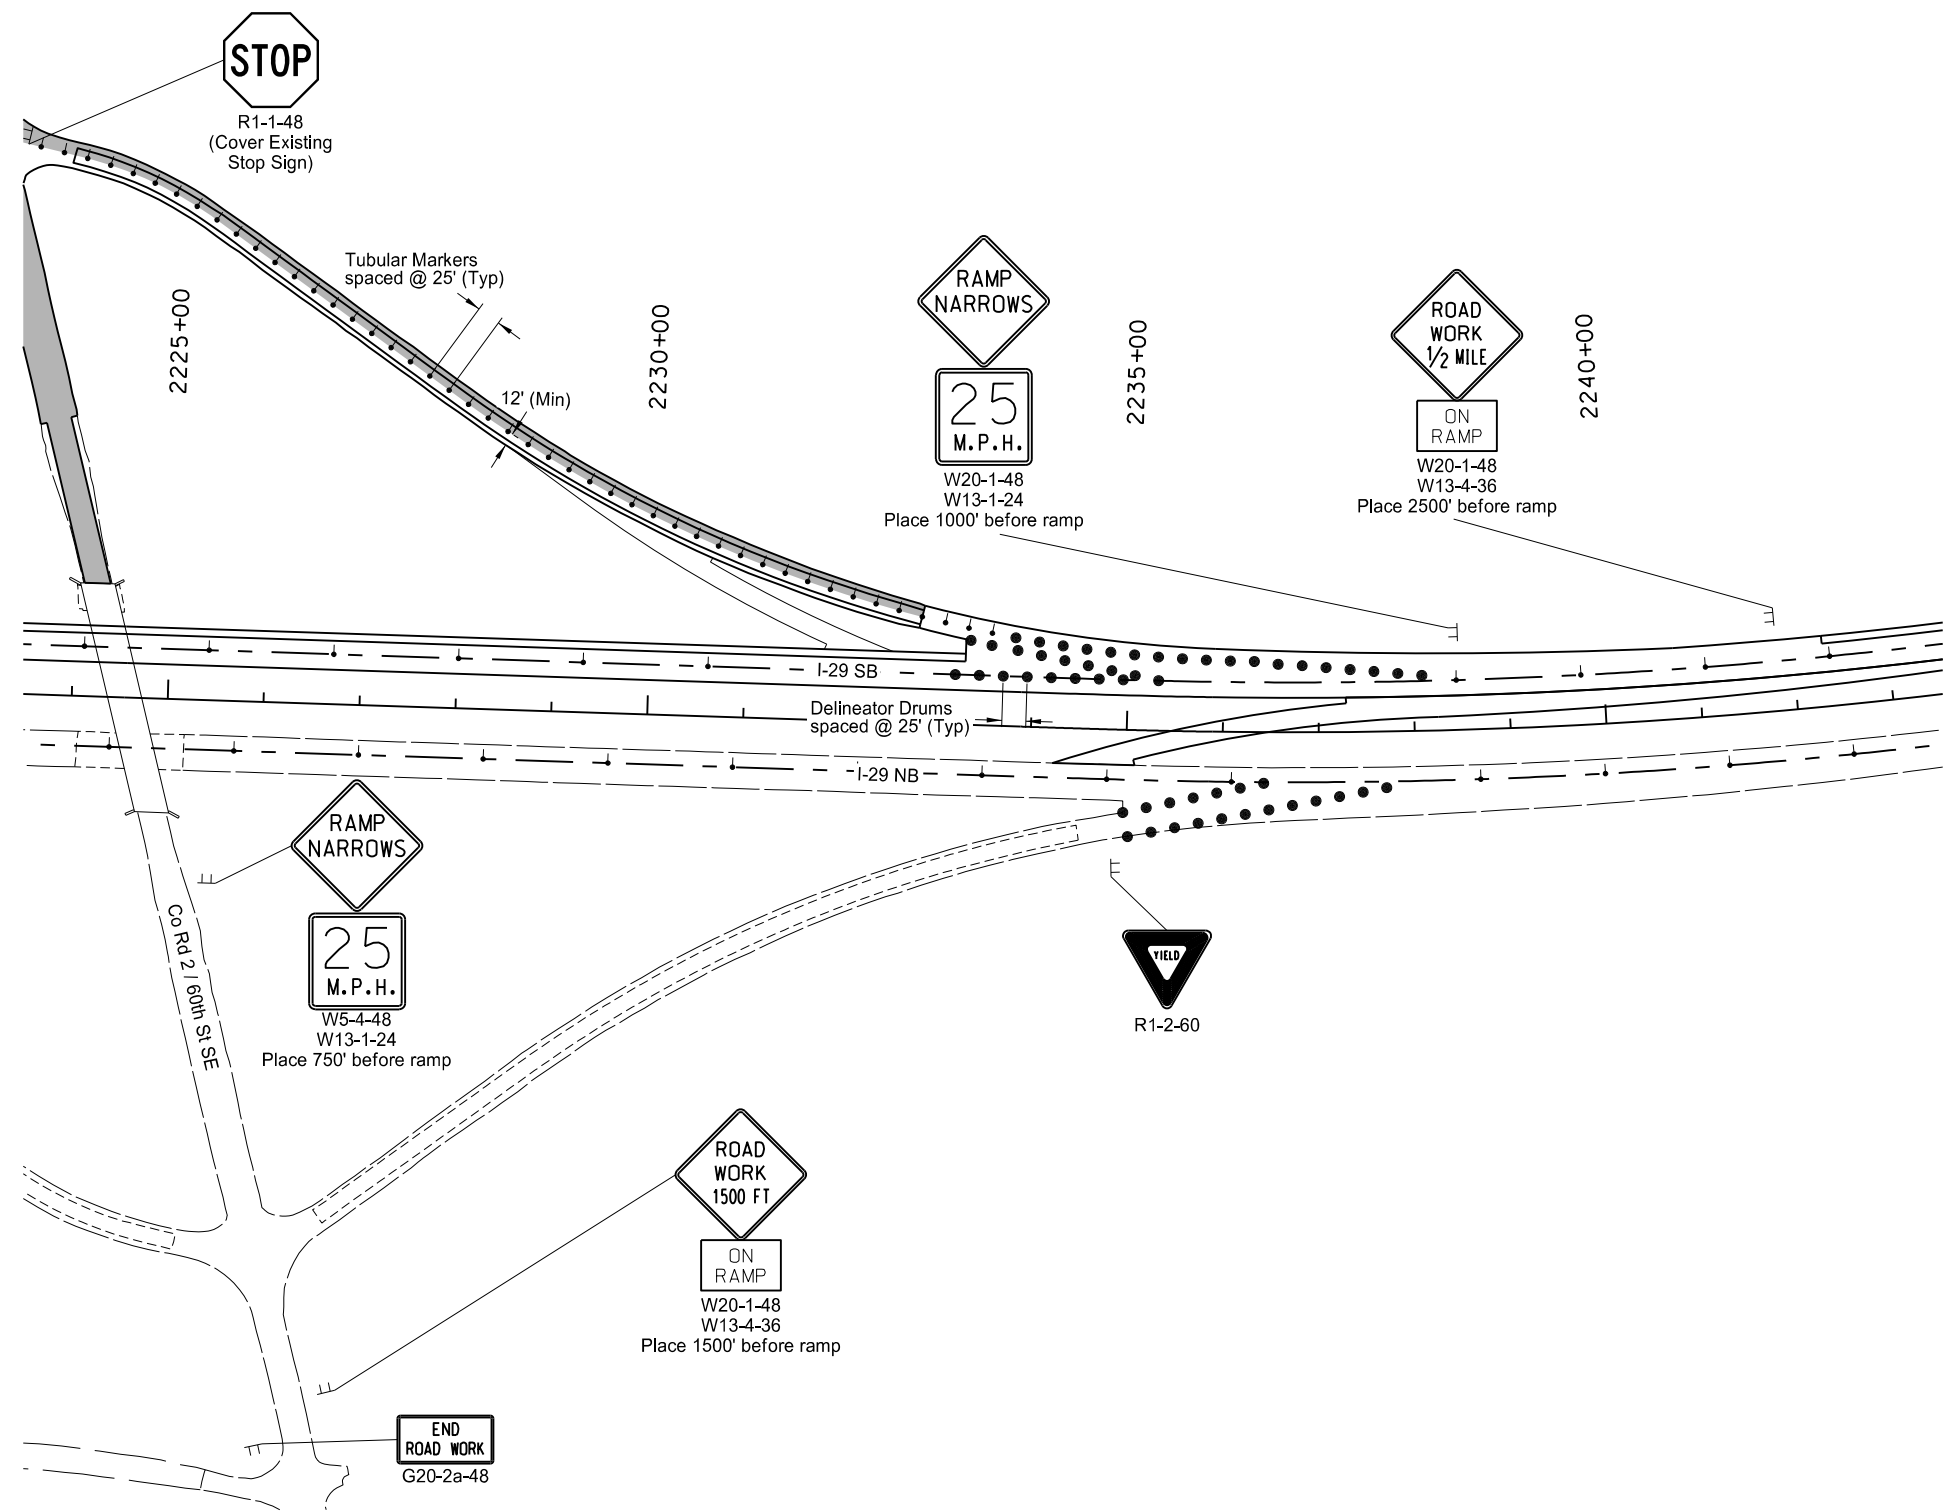 STOP
R1-1-48
(Cover Existing
Stop Sign)
Tubular Markers
spaced @ 25' (Typ)
12' (Min)
2225+00
2230+00
2235+00
2240+00
RAMP
NARROWS
25
M.P.H.
W20-1-48
W13-1-24
Place 1000' before ramp
ROAD
WORK
1/2 MILE
ON
RAMP
W20-1-48
W13-4-36
Place 2500' before ramp
I-29 SB
Delineator Drums
spaced @ 25' (Typ)
I-29 NB
RAMP
NARROWS
25
M.P.H.
W5-4-48
W13-1-24
Place 750' before ramp
Co Rd 2 / 60th St SE
YIELD
R1-2-60
ROAD
WORK
1500 FT
ON
RAMP
W20-1-48
W13-4-36
Place 1500' before ramp
END
ROAD WORK
G20-2a-48